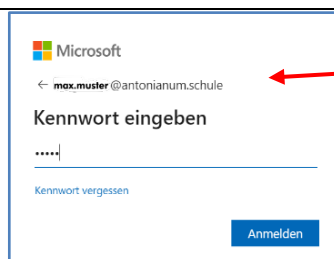 Microsoft
← max.muster@antonianum.schule
Kennwort eingeben
•••••
Kennwort vergessen
Anmelden